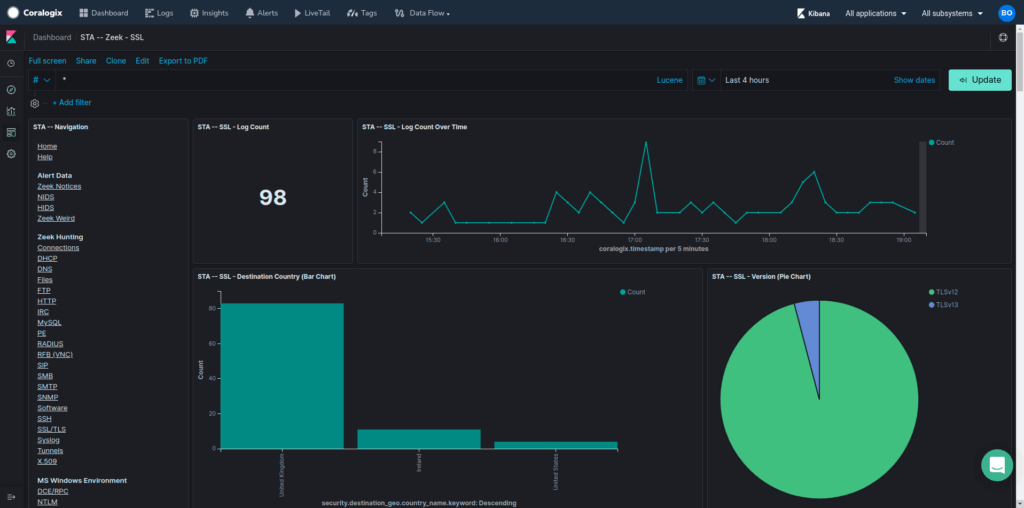 Coralogix Dashboard Logs Insights Alerts LiveTail Tags Data Flow Kibana All applications All subsystems BO
Dashboard STA -- Zeek - SSL
Full screen Share Clone Edit Export to PDF
# * Lucene Last 4 hours Show dates Update
+ Add filter
STA -- Navigation
Home
Help
Alert Data
Zeek Notices
NIDS
HIDS
Zeek Weird
Zeek Hunting
Connections
DHCP
DNS
Files
FTP
HTTP
IRC
MySQL
PE
RADIUS
RFB (VNC)
SIP
SMB
SMTP
SNMP
Software
SSH
SSL/TLS
Syslog
Tunnels
X.509
MS Windows Environment
DCE/RPC
NTLM
STA -- SSL - Log Count
98
STA -- SSL - Log Count Over Time
Count
8
6
4
2
0
15:30 16:00 16:30 17:00 17:30 18:00 18:30 19:00
coralogix.timestamp per 5 minutes
Count
STA -- SSL - Destination Country (Bar Chart)
Count
80
60
40
20
0
United Kingdom Ireland United States
security.destination_geo.country_name.keyword: Descending
Count
STA -- SSL - Version (Pie Chart)
TLSv12
TLSv13